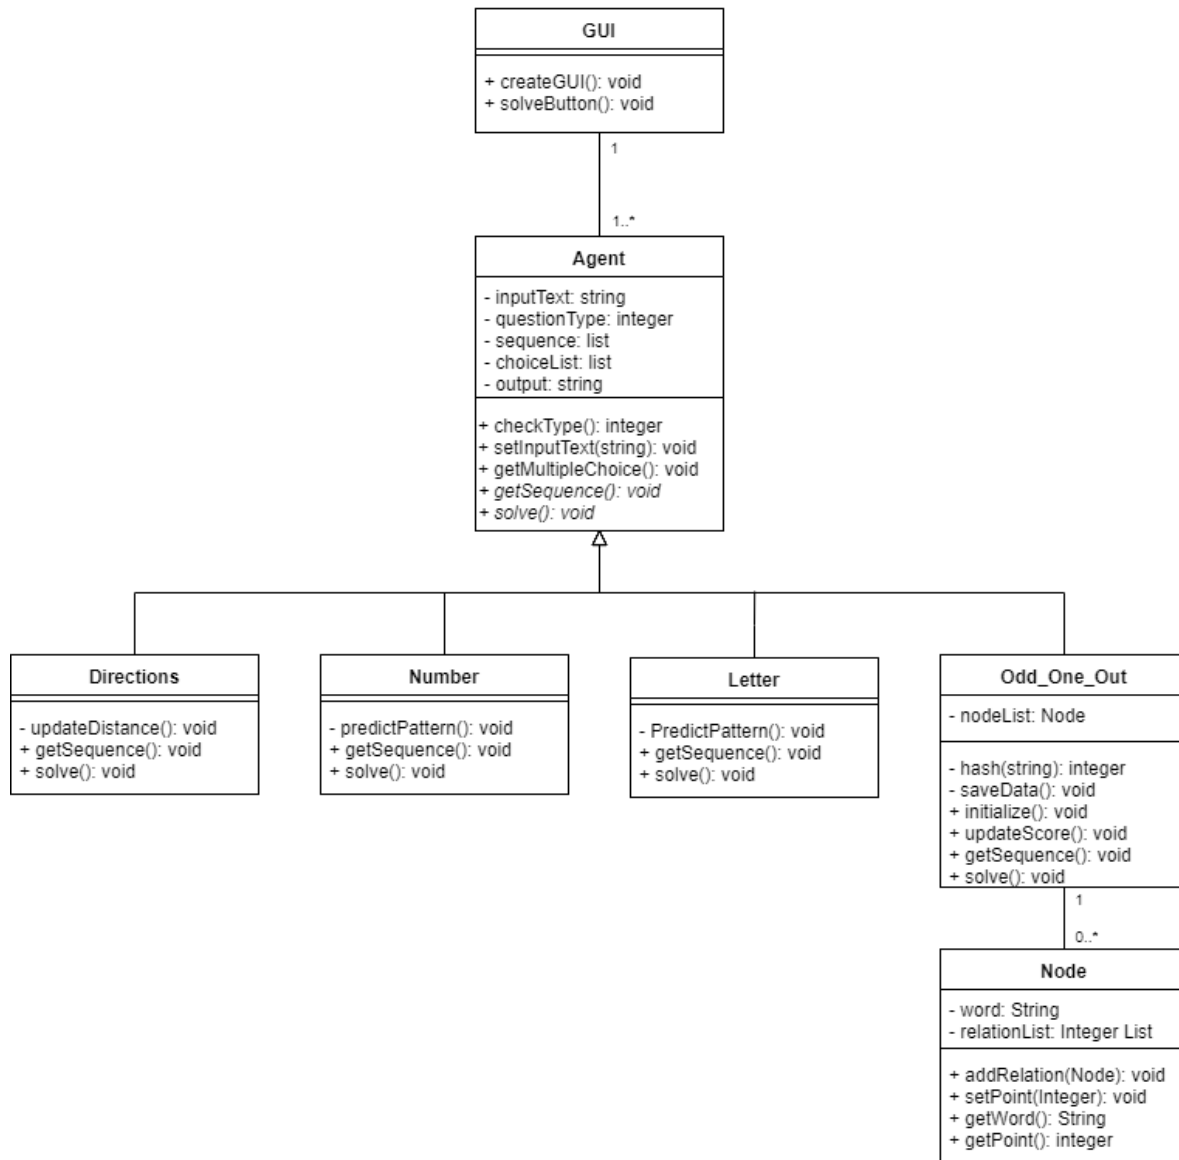 GUI
+ createGUI(): void
+ solveButton(): void
1
1..*
Agent
- inputText: string
- questionType: integer
- sequence: list
- choiceList: list
- output: string
+ checkType(): integer
+ setInputText(string): void
+ getMultipleChoice(): void
+ getSequence(): void
+ solve(): void
Directions
- updateDistance(): void
+ getSequence(): void
+ solve(): void
Number
- predictPattern(): void
+ getSequence(): void
+ solve(): void
Letter
- PredictPattern(): void
+ getSequence(): void
+ solve(): void
Odd_One_Out
- nodeList: Node
- hash(string): integer
- saveData(): void
+ initialize(): void
+ updateScore(): void
+ getSequence(): void
+ solve(): void
1
0..*
Node
- word: String
- relationList: Integer List
+ addRelation(Node): void
+ setPoint(Integer): void
+ getWord(): String
+ getPoint(): integer